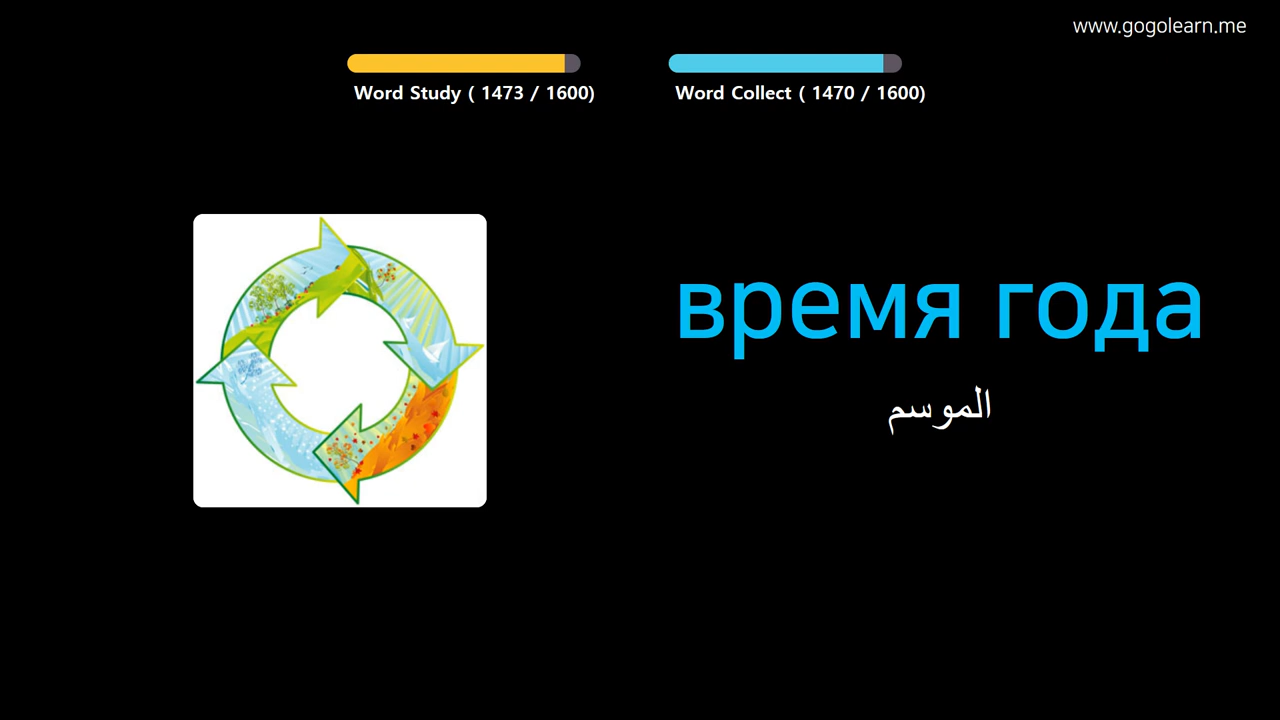 www.gogolearn.me
Word Study ( 1473 / 1600)
Word Collect ( 1470 / 1600)
время года
الموسم